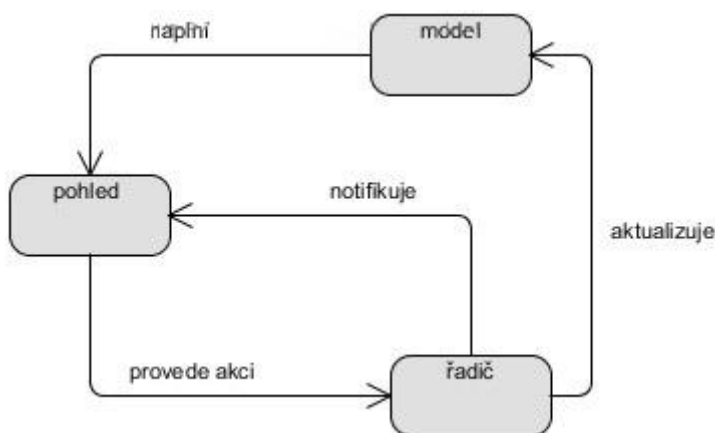 naplní
model
pohled
notifikuje
aktualizuje
provede akci
řadič